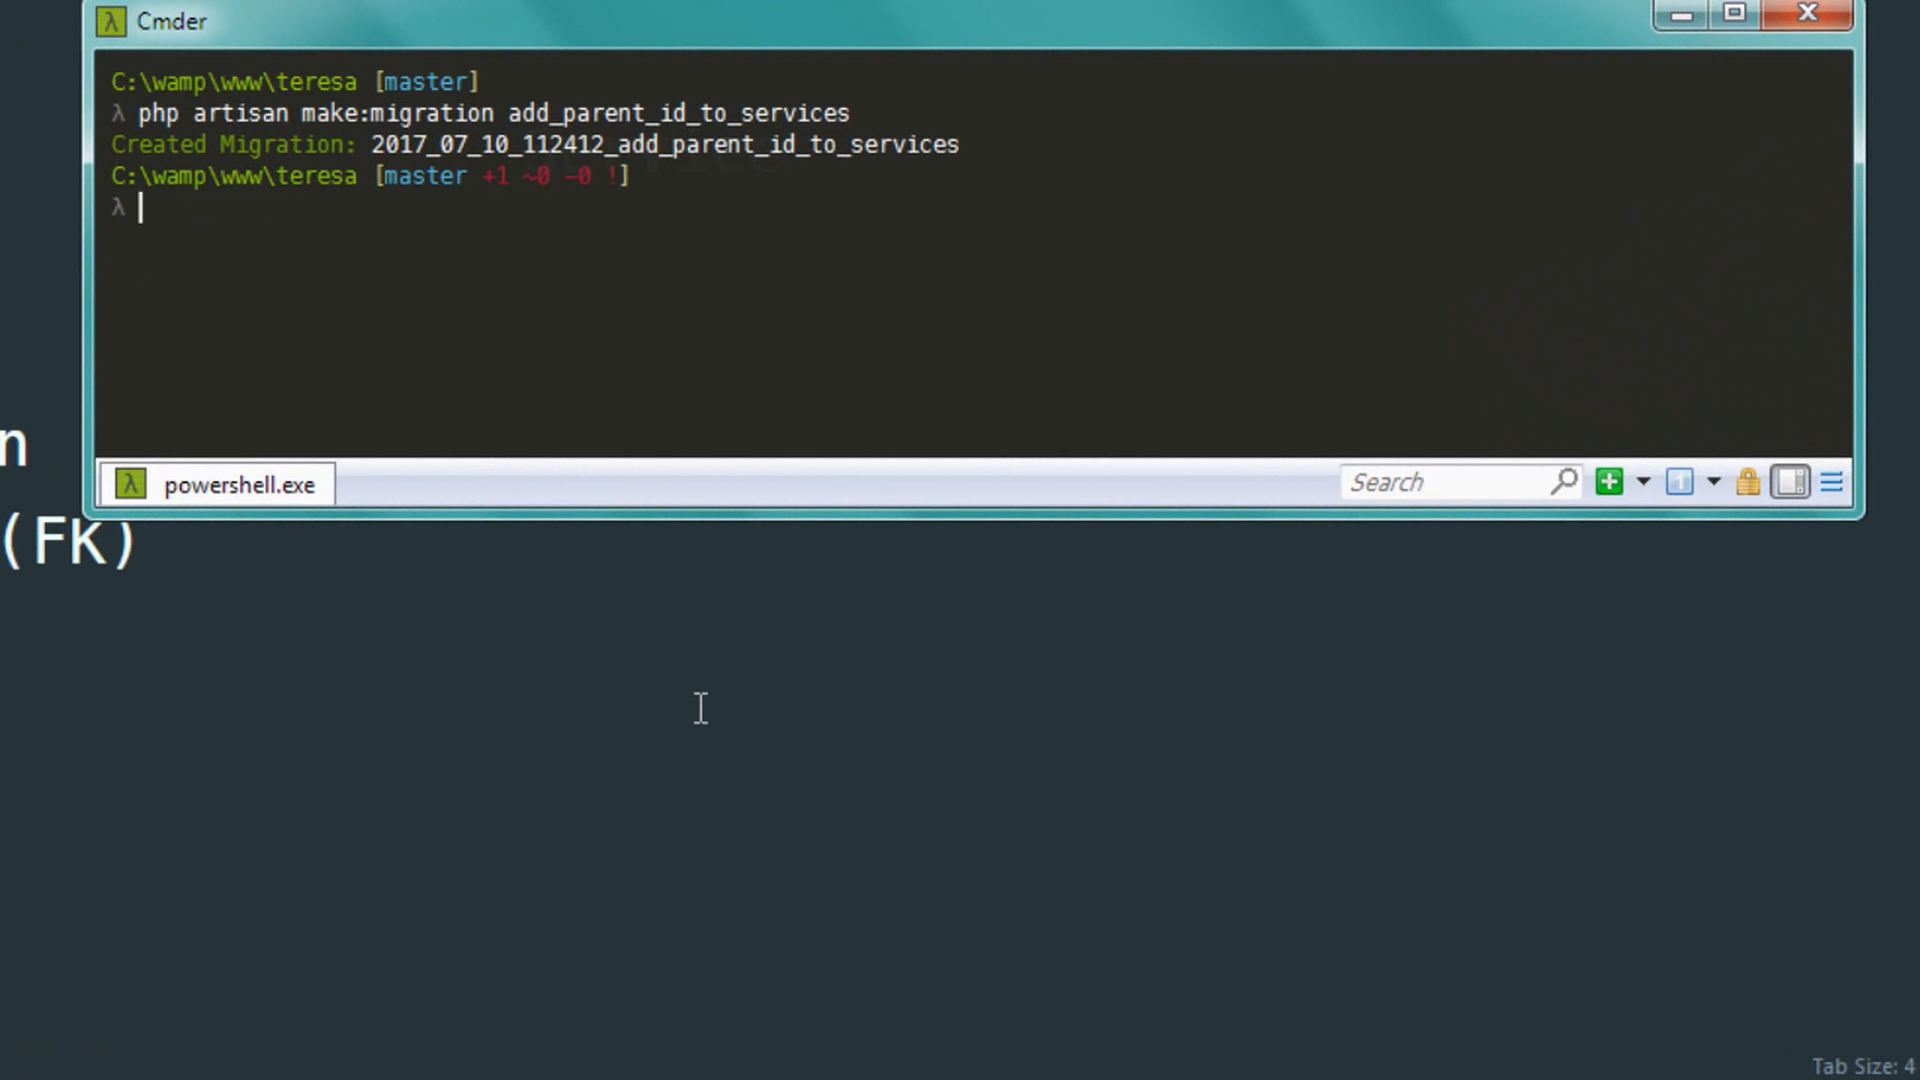 Cmder
C:\wamp\www\teresa [master]
λ php artisan make:migration add_parent_id_to_services
Created Migration: 2017_07_10_112412_add_parent_id_to_services
C:\wamp\www\teresa [master +1 ~0 -0 !]
λ
n
powershell.exe
Search
(FK)
Tab Size: 4